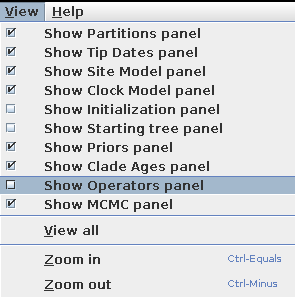 View Help
Show Partitions panel
Show Tip Dates panel
Show Site Model panel
Show Clock Model panel
Show Initialization panel
Show Starting tree panel
Show Priors panel
Show Clade Ages panel
Show Operators panel
Show MCMC panel
View all
Zoom in Ctrl-Equals
Zoom out Ctrl-Minus